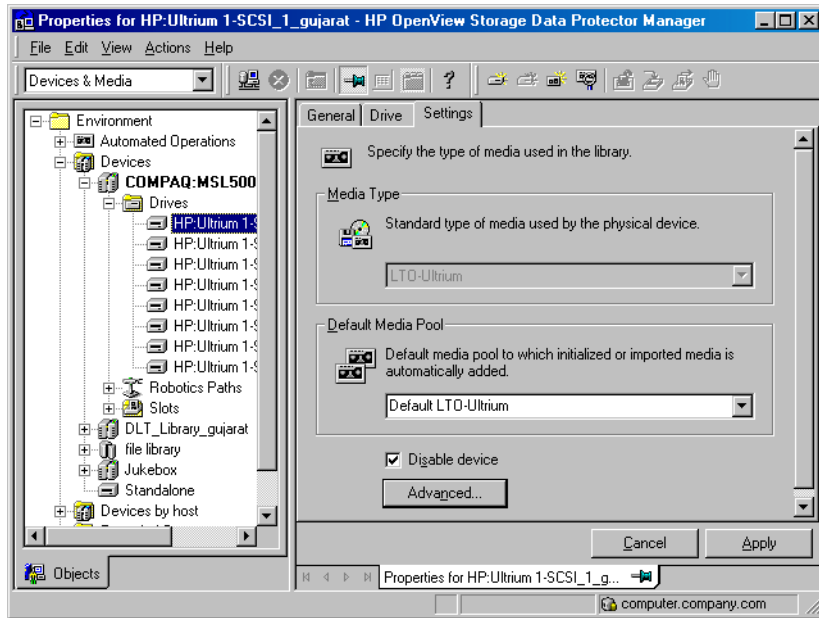 Properties for HP:Ultrium 1-SCSI_1_gujarat - HP OpenView Storage Data Protector Manager
File Edit View Actions Help
Devices & Media
Environment
Automated Operations
Devices
COMPAQ:MSL500
Drives
HP:Ultrium 1-S
HP:Ultrium 1-S
HP:Ultrium 1-S
HP:Ultrium 1-S
HP:Ultrium 1-S
HP:Ultrium 1-S
HP:Ultrium 1-S
HP:Ultrium 1-S
Robotics Paths
Slots
DLT_Library_gujarat
file library
Jukebox
Standalone
Devices by host
Objects
General Drive Settings
Specify the type of media used in the library.
Media Type
Standard type of media used by the physical device.
LTO-Ultrium
Default Media Pool
Default media pool to which initialized or imported media is
automatically added.
Default LTO-Ultrium
Disable device
Advanced...
Cancel Apply
Properties for HP:Ultrium 1-SCSI_1_g...
computer.company.com